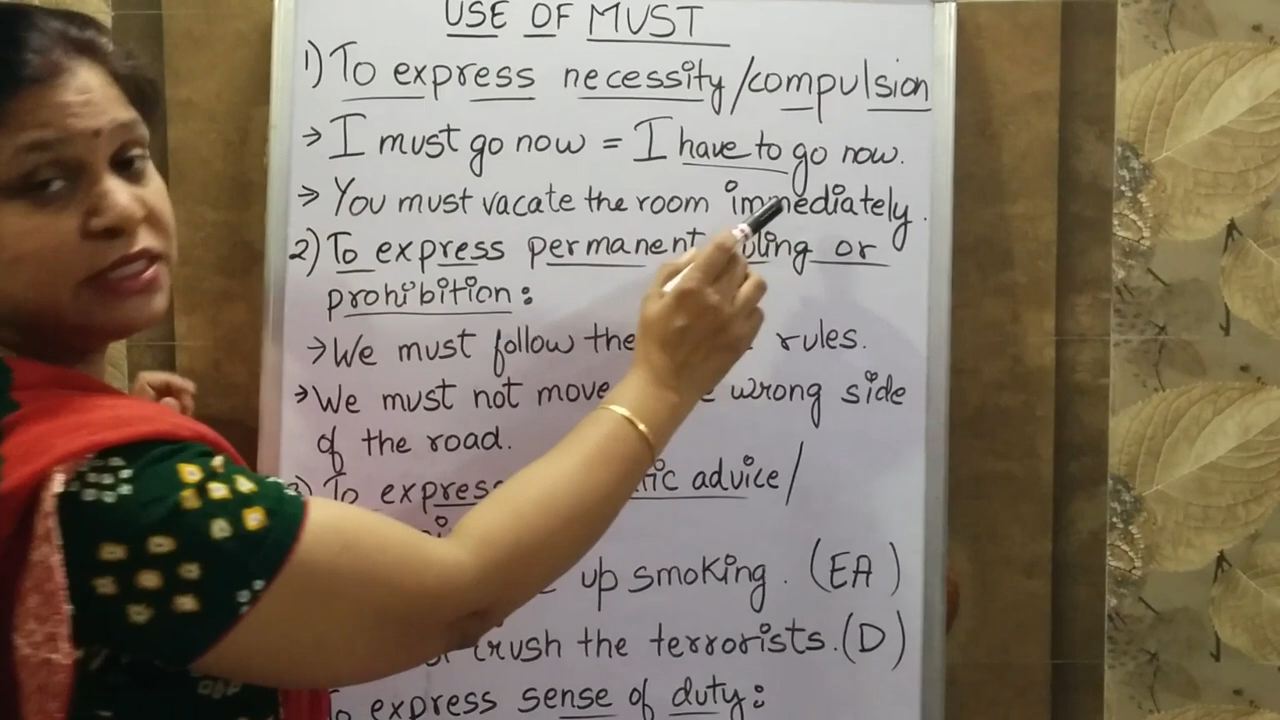 USE OF MUST
1) To express necessity/compulsion
→ I must go now = I have to go now.
→ You must vacate the room immediately.
2) To express permanent or
prohibition:
→ We must follow the rules.
→ We must not move wrong side
of the road.
To express advice/
up smoking. (EA)
crush the terrorists. (D)
To express sense of duty: